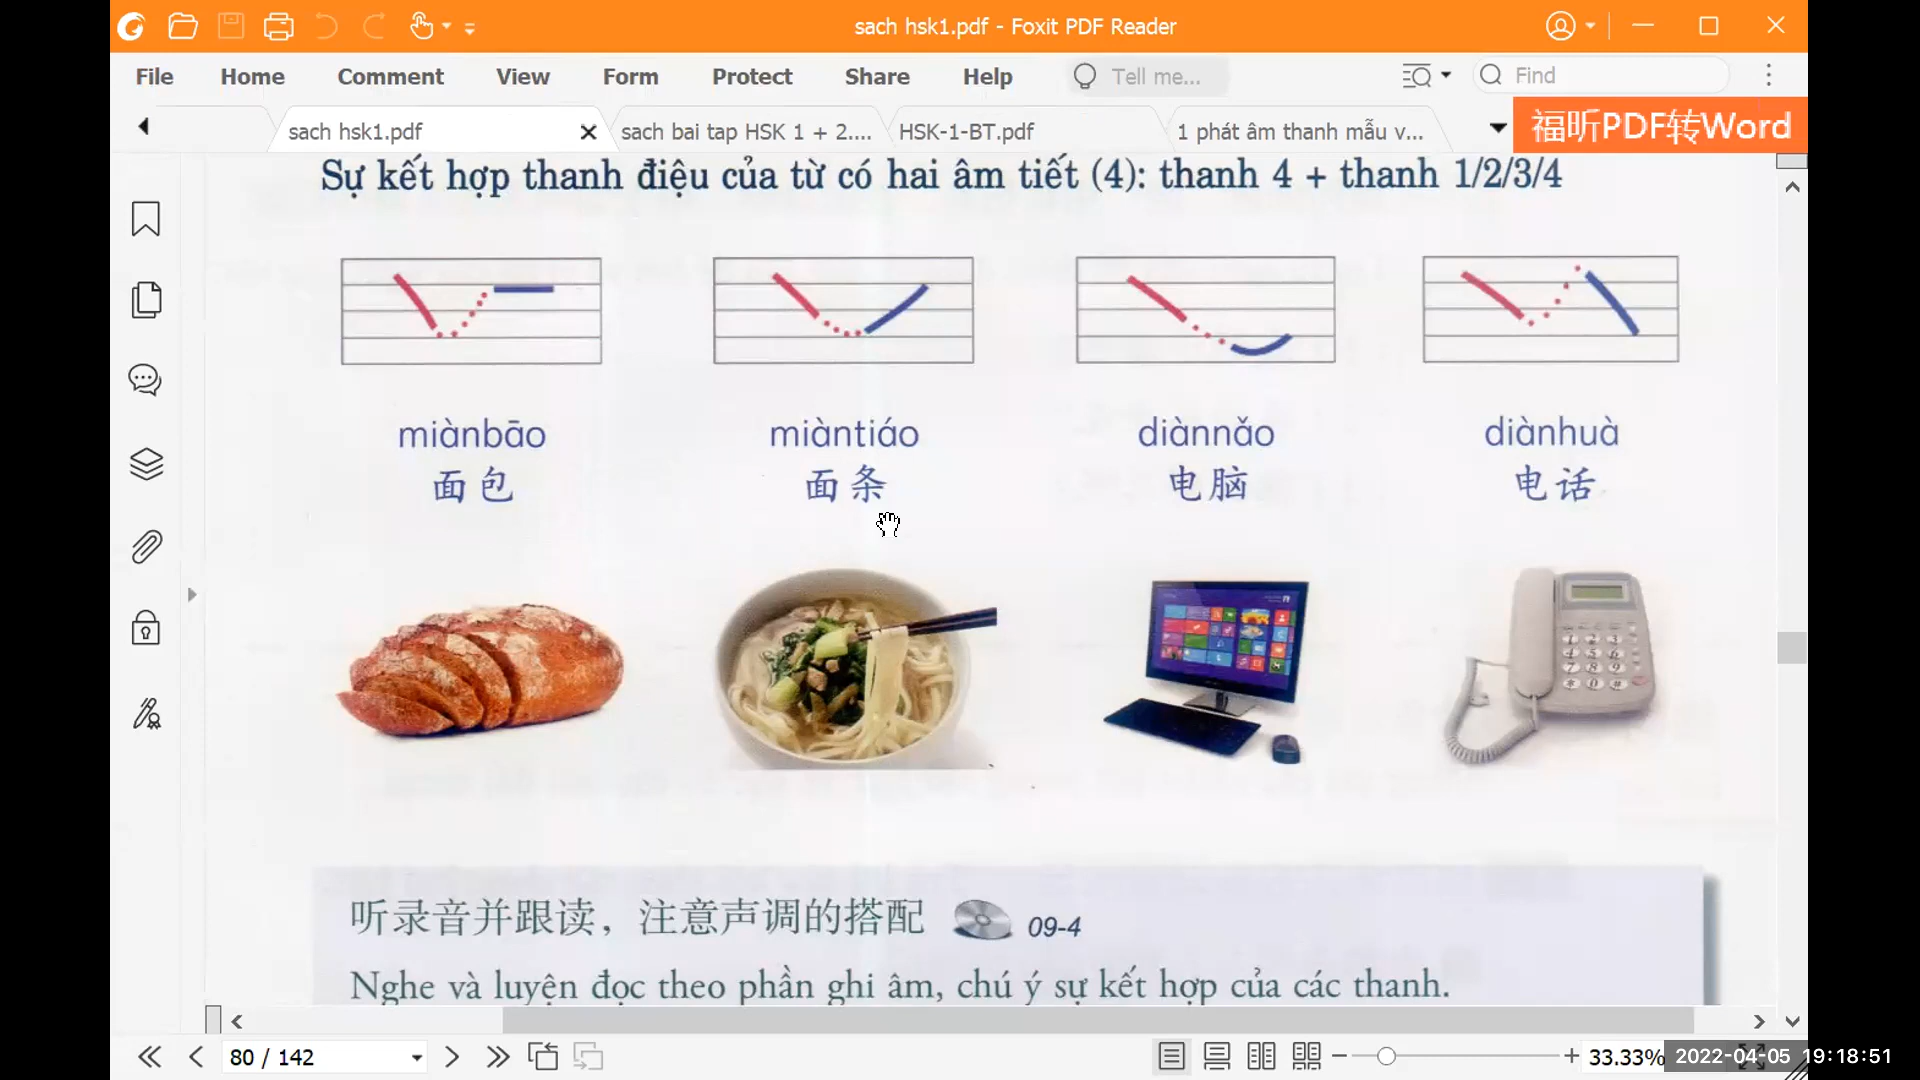 sach hsk1.pdf - Foxit PDF Reader
File Home Comment View Form Protect Share Help Tell me... Find
sach hsk1.pdf sach bai tap HSK 1 + 2.... HSK-1-BT.pdf 1 phát âm thanh mẫu v... 福昕PDF转Word
Sự kết hợp thanh điệu của từ có hai âm tiết (4): thanh 4 + thanh 1/2/3/4
miànbāo miàntiáo diànnǎo diànhuà
面包 面条 电脑 电话
听录音并跟读，注意声调的搭配 09-4
Nghe và luyện đọc theo phần ghi âm, chú ý sự kết hợp của các thanh.
80 / 142 33.33% 2022-04-05 19:18:51